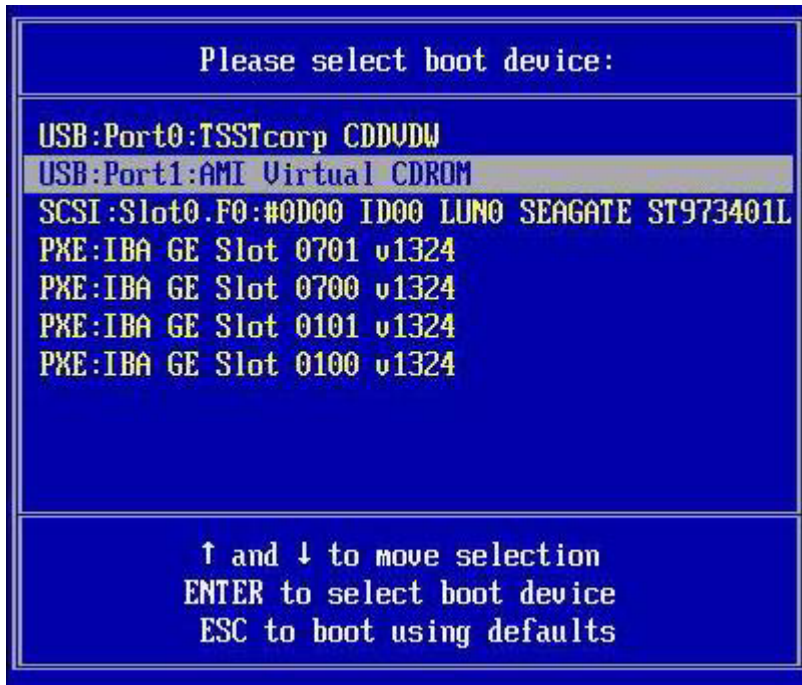 Please select boot device:
USB:Port0:TSSTcorp CDDVDW
USB:Port1:AMI Virtual CDROM
SCSI:Slot0.F0:#0D00 ID00 LUN0 SEAGATE ST973401L
PXE:IBA GE Slot 0701 v1324
PXE:IBA GE Slot 0700 v1324
PXE:IBA GE Slot 0101 v1324
PXE:IBA GE Slot 0100 v1324
↑ and ↓ to move selection
ENTER to select boot device
ESC to boot using defaults